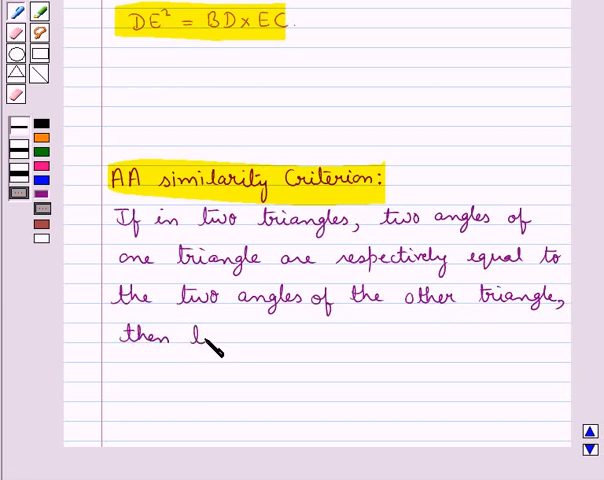 DE² = BD × EC.
AA similarity Criterion:
If in two triangles, two angles of
one triangle are respectively equal to
the two angles of the other triangle,
then